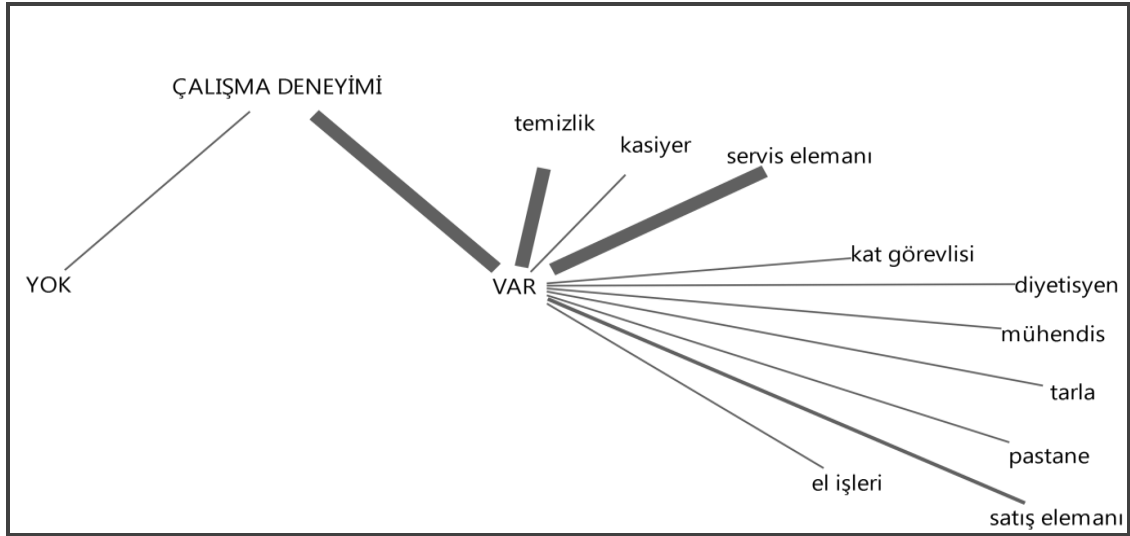 ÇALIŞMA DENEYİMİ
temizlik
kasiyer
servis elemanı
kat görevlisi
YOK
VAR
diyetisyen
mühendis
tarla
pastane
el işleri
satış elemanı